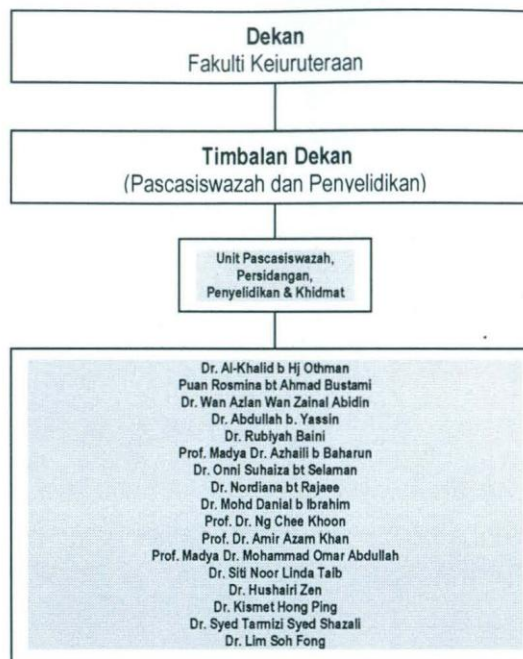 Dekan
Fakulti Kejuruteraan
Timbalan Dekan
(Pascasiswazah dan Penyelidikan)
Unit Pascasiswazah,
Persidangan,
Penyelidikan & Khidmat
Dr. Al-Khalid b Hj Othman
Puan Rosmina bt Ahmad Bustami
Dr. Wan Azlan Wan Zainal Abidin
Dr. Abdullah b. Yassin
Dr. Rubiyah Baini
Prof. Madya Dr. Azhaili b Baharun
Dr. Onni Suhaiza bt Selaman
Dr. Nordiana bt Rajaee
Dr. Mohd Danial b Ibrahim
Prof. Dr. Ng Chee Khoon
Prof. Dr. Amir Azam Khan
Prof. Madya Dr. Mohammad Omar Abdullah
Dr. Siti Noor Linda Taib
Dr. Hushairi Zen
Dr. Kismet Hong Ping
Dr. Syed Tarmizi Syed Shazali
Dr. Lim Soh Fong